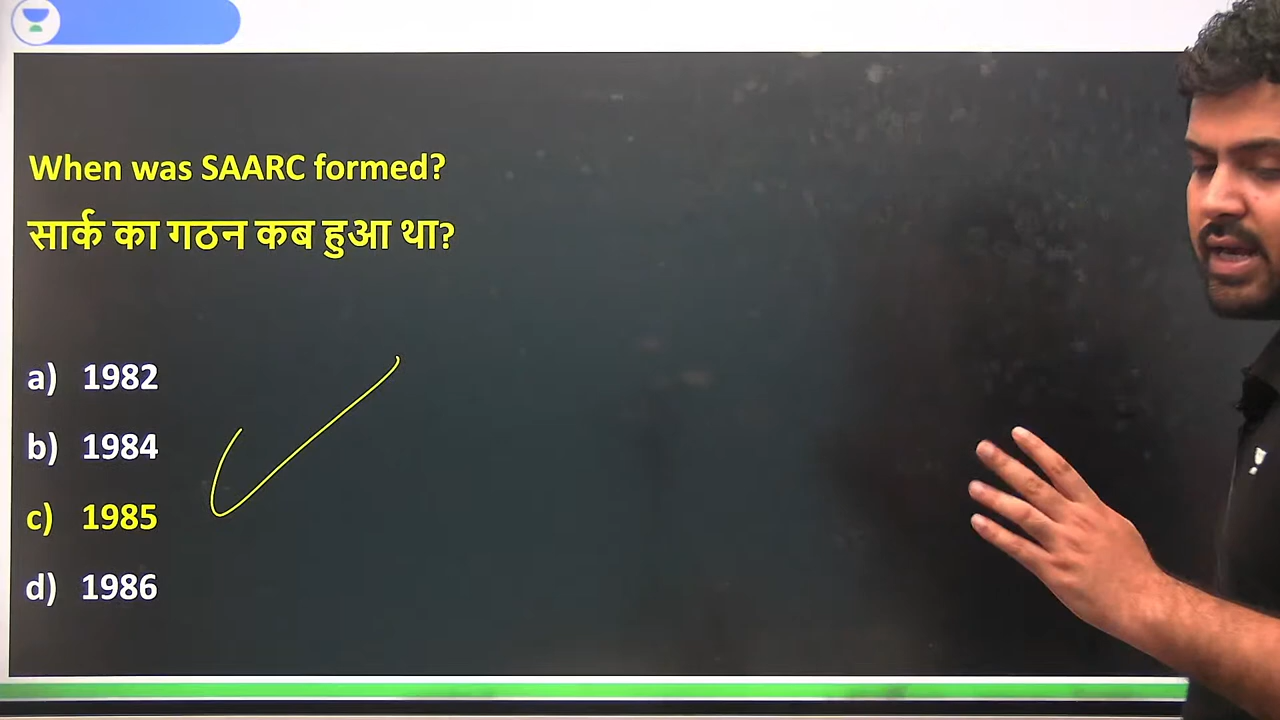 When was SAARC formed?
सार्क का गठन कब हुआ था?
a) 1982
b) 1984
c) 1985
d) 1986